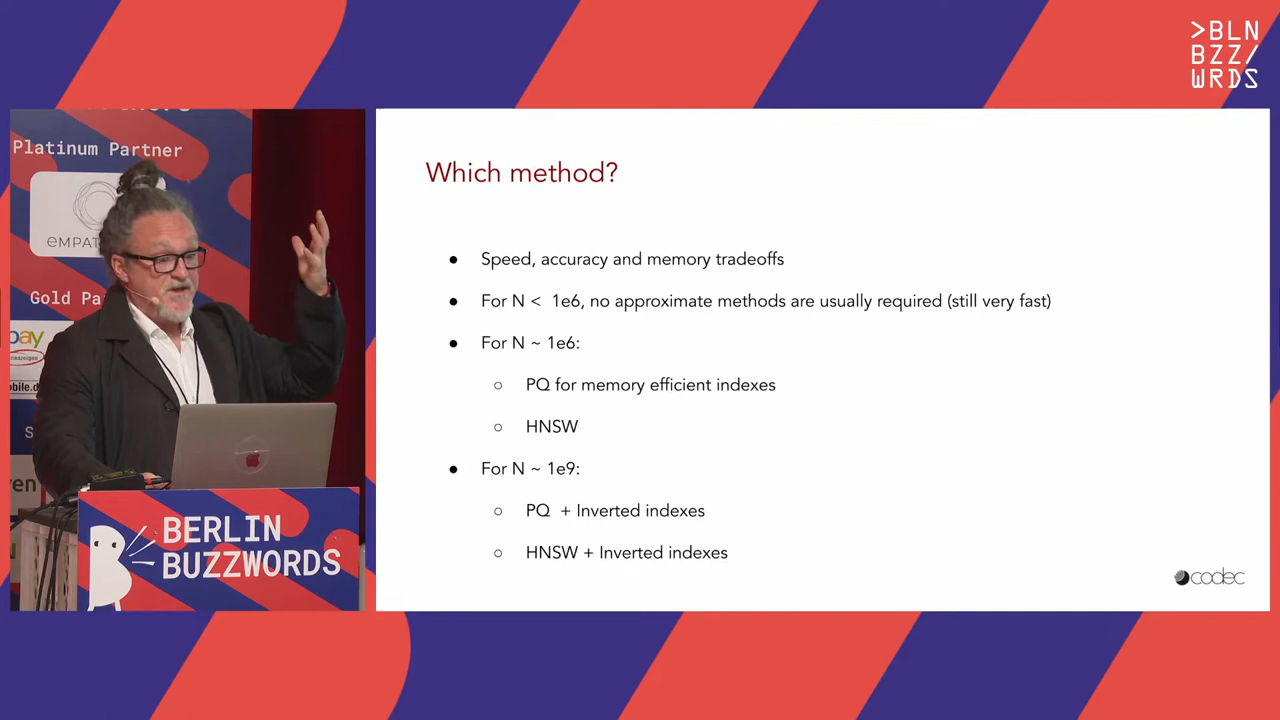 >BLN
BZZ/
WRDS
Platinum Partner
EMPAT
Gold Pa
bay
obile.d
Which method?
Speed, accuracy and memory tradeoffs
For N < 1e6, no approximate methods are usually required (still very fast)
For N ~ 1e6:
PQ for memory efficient indexes
HNSW
For N ~ 1e9:
PQ + Inverted indexes
HNSW + Inverted indexes
codec
BERLIN
BUZZWORDS